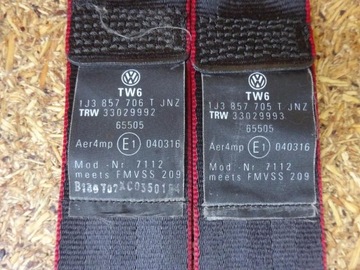 TW6
1J3 857 706 T JNZ
TRW 33029992
65505
Aer4mp E1 040316
Mod.-Nr. 7112
meets FMVSS 209
TW6
1J3 857 705 T JNZ
TRW 33029993
65505
Aer4mp E1 040316
Mod.-Nr. 7112
meets FMVSS 209